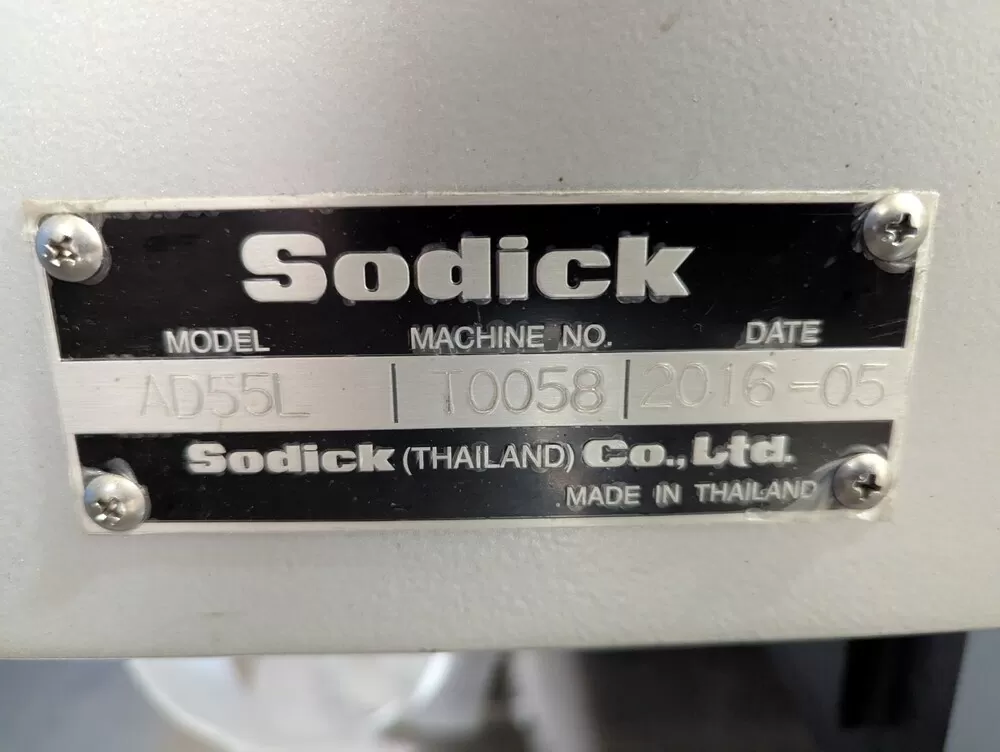 Sodick
MODEL MACHINE NO. DATE
AD55L T0058 2016-05
Sodick (THAILAND) Co., Ltd.
MADE IN THAILAND